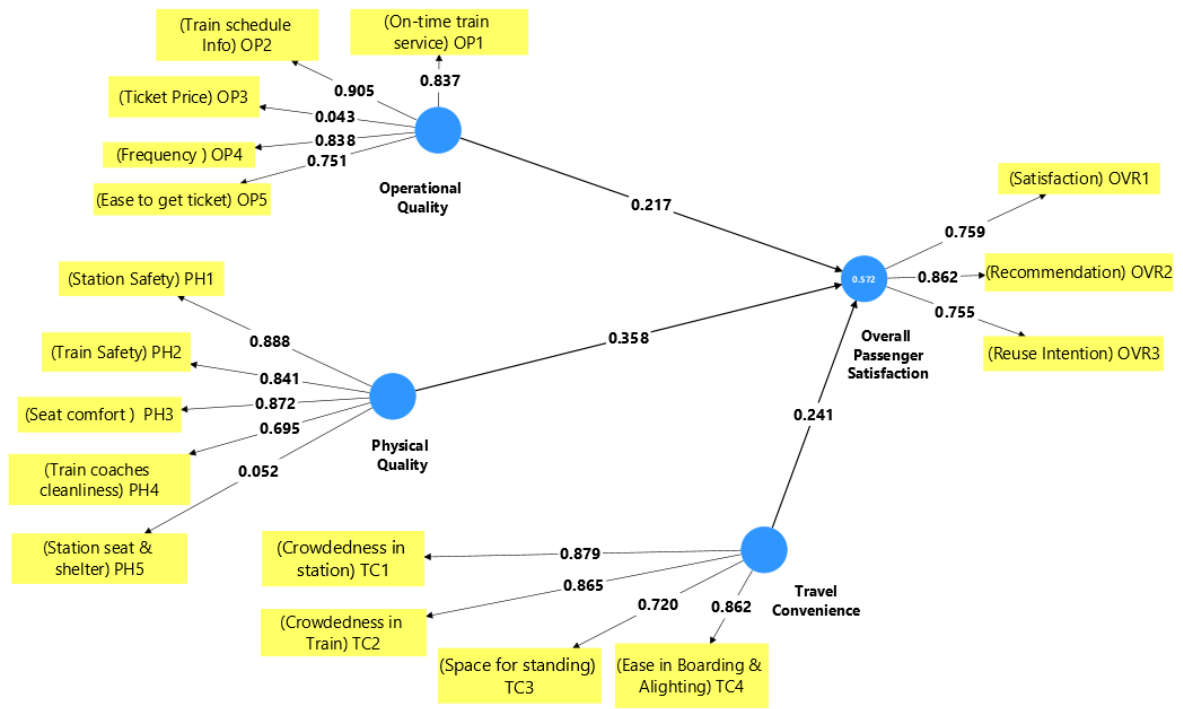 (Train schedule
Info) OP2
(On-time train
service) OP1
0.905
0.837
(Ticket Price) OP3
0.043
(Frequency ) OP4
0.838
0.751
(Ease to get ticket) OP5
Operational
Quality
0.217
(Satisfaction) OVR1
0.759
(Recommendation) OVR2
0.862
0.572
0.755
(Reuse Intention) OVR3
Overall
Passenger
Satisfaction
(Station Safety) PH1
0.888
0.358
(Train Safety) PH2
0.841
(Seat comfort ) PH3
0.872
0.695
(Train coaches
cleanliness) PH4
0.052
(Station seat &
shelter) PH5
Physical
Quality
0.241
(Crowdedness in
station) TC1
0.879
0.865
(Crowdedness in
Train) TC2
0.720
0.862
Travel
Convenience
(Space for standing)
TC3
(Ease in Boarding &
Alighting) TC4